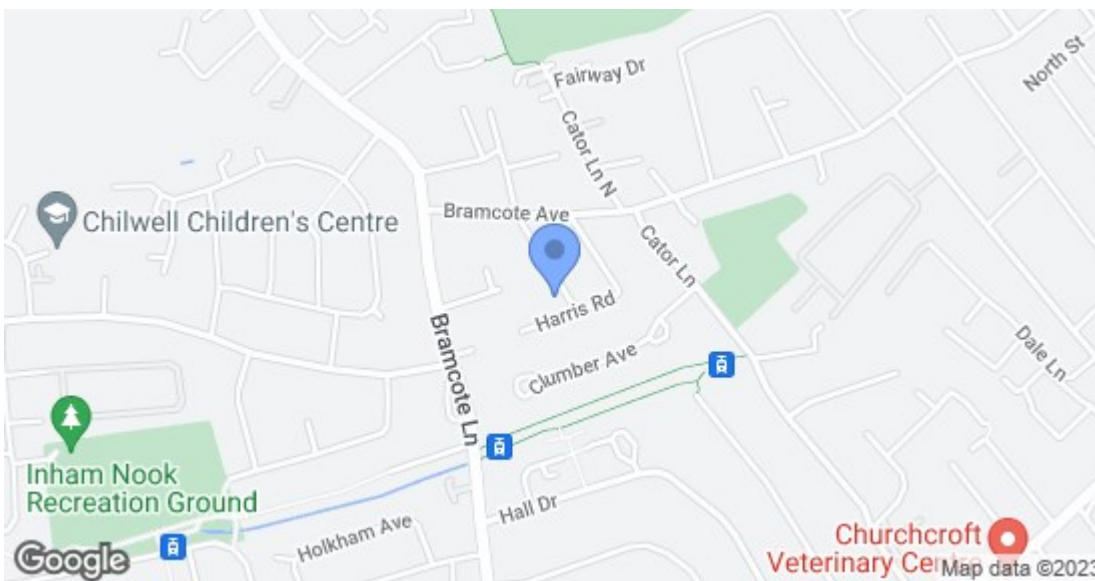 Fairway Dr
North St
Cator Ln N
Chilwell Children's Centre
Bramcote Ave
Cator Ln
Harris Rd
Bramcote Ln
Clumber Ave
Dale Ln
Inham Nook
Recreation Ground
Hall Dr
Holkham Ave
Churchcroft
Veterinary Cen
Google
Map data ©2023